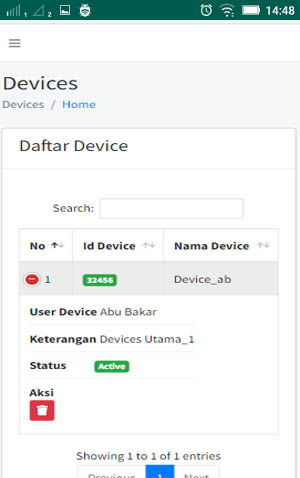 1 2 14:48
Devices
Devices / Home
Daftar Device
Search:
No Id Device Nama Device
1 32456 Device_ab
User Device Abu Bakar
Keterangan Devices Utama_1
Status Active
Aksi
Showing 1 to 1 of 1 entries
Previous 1 Next